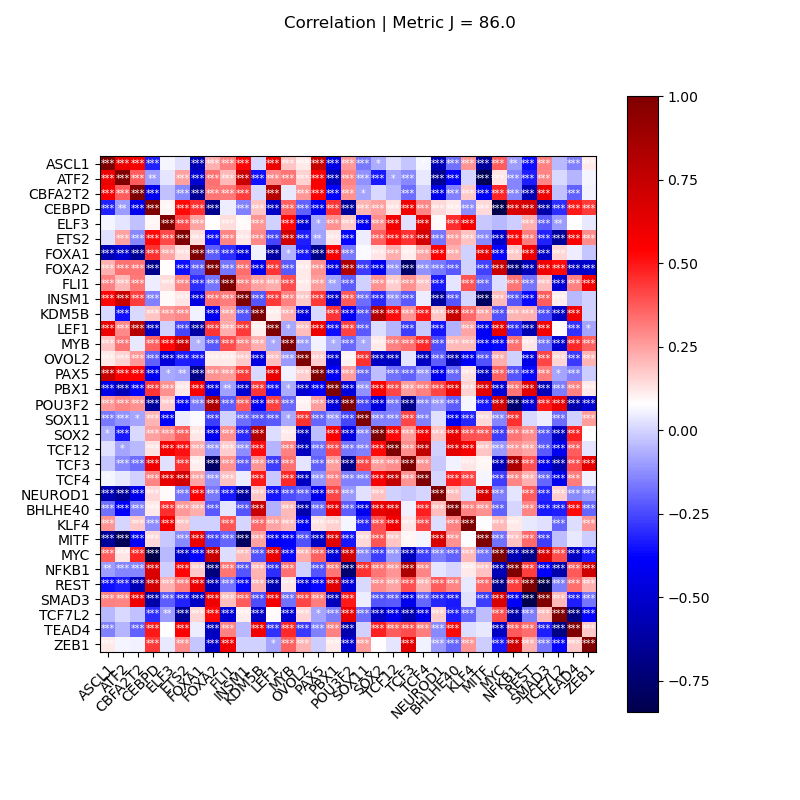 Correlation | Metric J = 86.0
ASCL1
ATF2
CBFA2T2
CEBPD
ELF3
ETS2
FOXA1
FOXA2
FLI1
INSM1
KDM5B
LEF1
MYB
OVOL2
PAX5
PBX1
POU3F2
SOX11
SOX2
TCF12
TCF3
TCF4
NEUROD1
BHLHE40
KLF4
MITF
MYC
NFKB1
REST
SMAD3
TCF7L2
TEAD4
ZEB1
ASCL1
ATF2
CBFA2T2
CEBPD
ELF3
ETS2
FOXA1
FOXA2
FLI1
INSM1
KDM5B
LEF1
MYB
OVOL2
PAX5
PBX1
POU3F2
SOX11
SOX2
TCF12
TCF3
TCF4
NEUROD1
BHLHE40
KLF4
MITF
MYC
NFKB1
REST
SMAD3
TCF7L2
TEAD4
ZEB1
1.00
0.75
0.50
0.25
0.00
−0.25
−0.50
−0.75